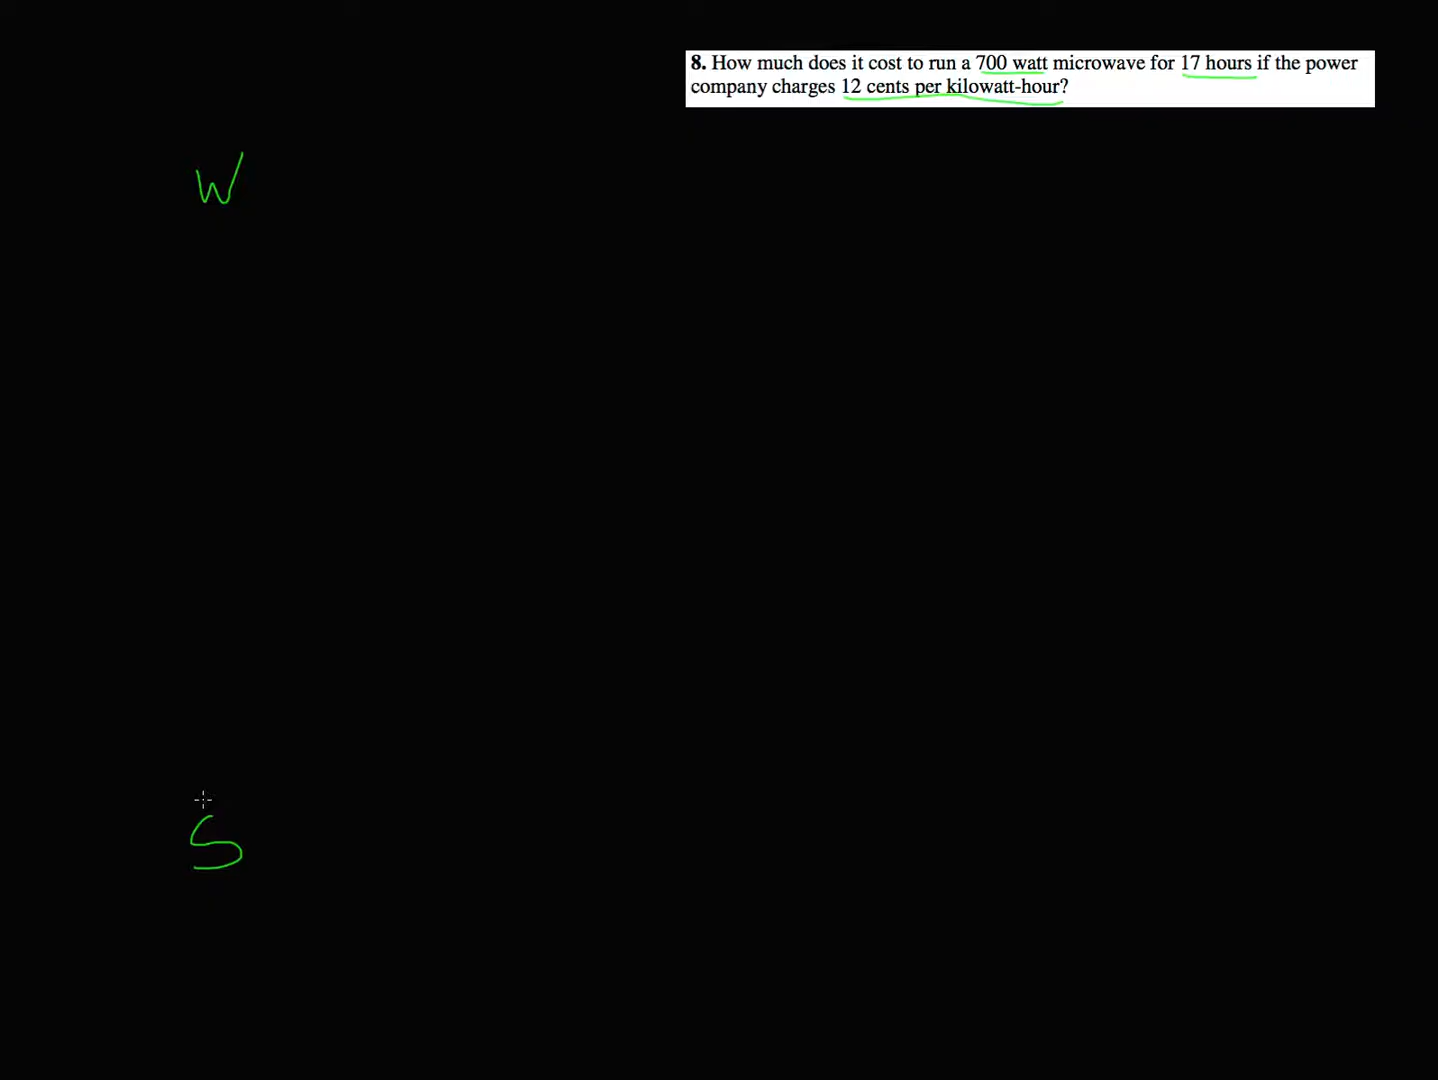 8. How much does it cost to run a 700 watt microwave for 17 hours if the power
company charges 12 cents per kilowatt-hour?
W
S